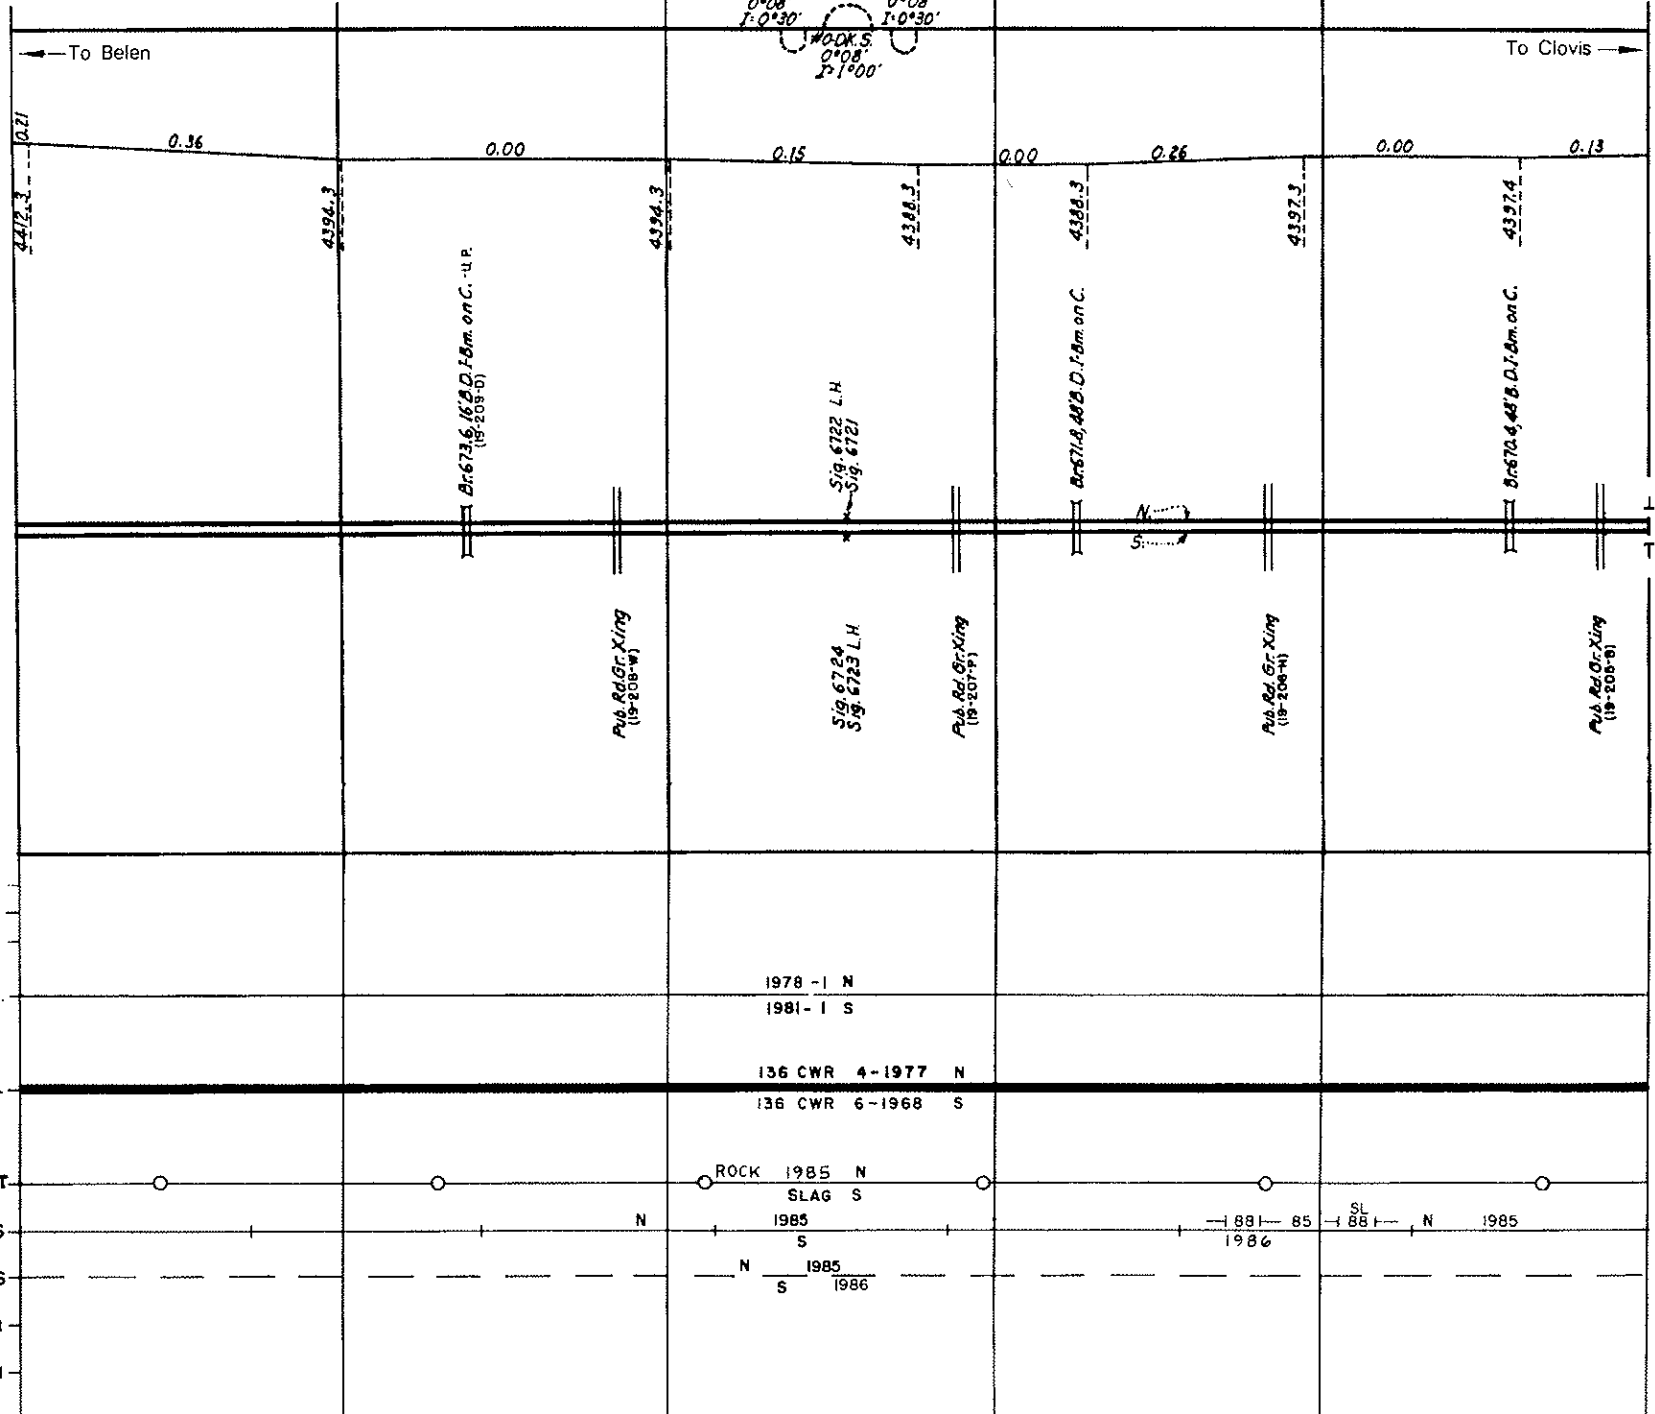 0°08'
0°08'
I=0°30'
I=0°30'
#0-DK.S.
0°08'
I=1°00'
To Belen
To Clovis
0.21
0.36
0.00
0.15
0.00
0.26
0.00
0.13
4412.3
4394.3
4394.3
4388.3
4388.3
4397.3
4397.4
Br.673.6, 16'B.D.I-Bm. on C. -U.P.
(19-209-D)
Sig. 6722 L.H.
Sig. 6721
Br.671.8, 48'B.D.I-Bm. on C.
Br.670.4, 48'B.D.I-Bm. on C.
N.
S.
Pub. Rd. Gr. Xing
(19-208-W)
Sig. 6724
Sig. 6723 L.H.
Pub. Rd. Gr. Xing
(19-207-P)
Pub. Rd. Gr. Xing
(19-206-H)
Pub. Rd. Gr. Xing
(19-205-B)
1978 -1 N
1981-1 S
136 CWR 4-1977 N
136 CWR 6-1968 S
T
ROCK 1985 N
SLAG S
S
N 1985
S
88 85 SL 88 N 1985
1986
S
N 1985
S 1986